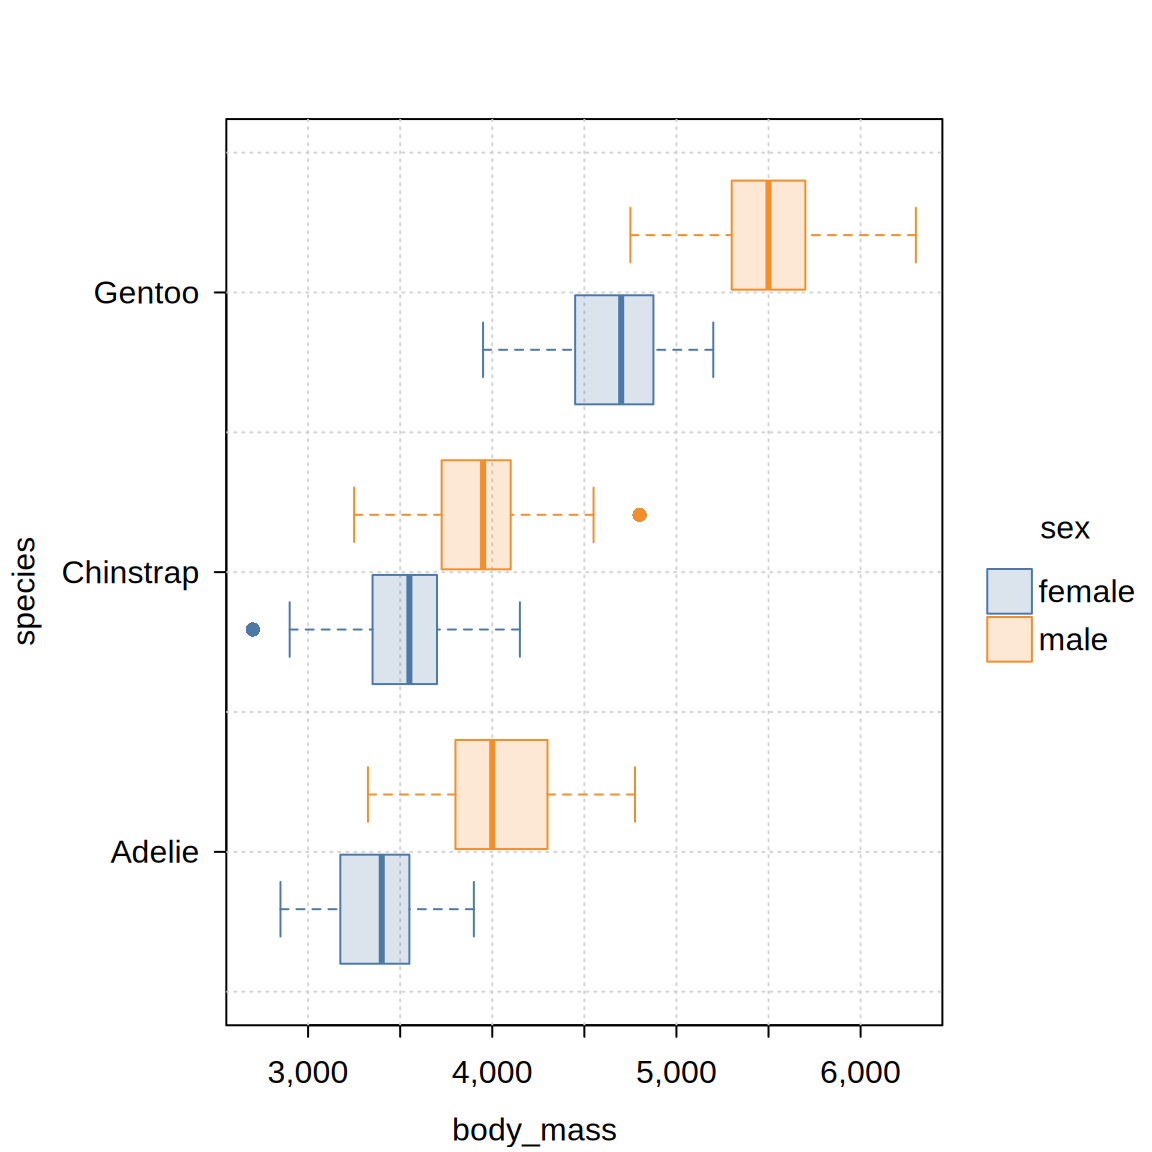 Gentoo
Chinstrap
Adelie
species
3,000
4,000
5,000
6,000
body_mass
sex
female
male